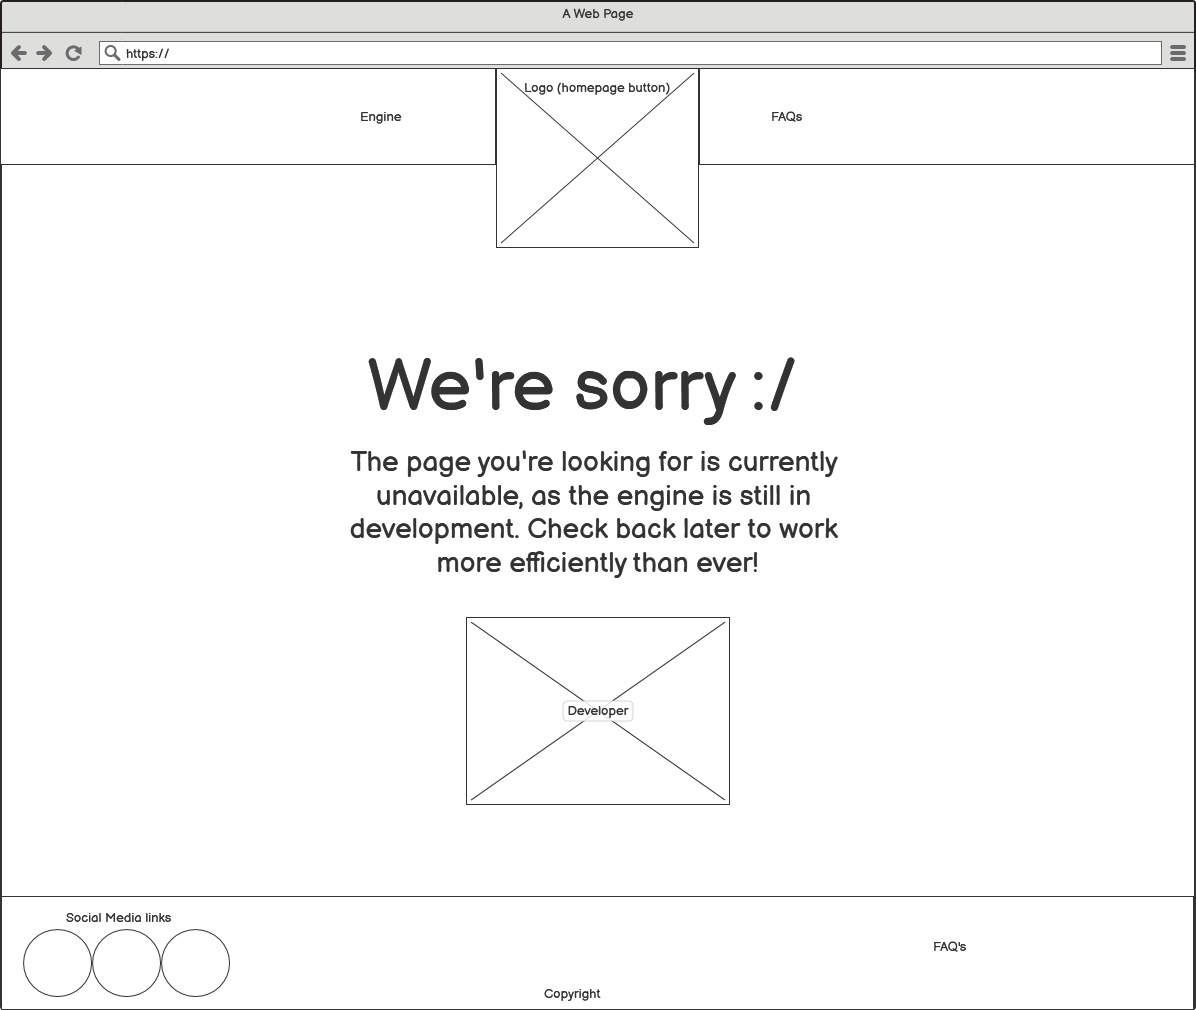 A Web Page
https://
Logo (homepage button)
Engine
FAQs
We're sorry :/
The page you're looking for is currently
unavailable, as the engine is still in
development. Check back later to work
more efficiently than ever!
Developer
Social Media links
FAQ's
Copyright